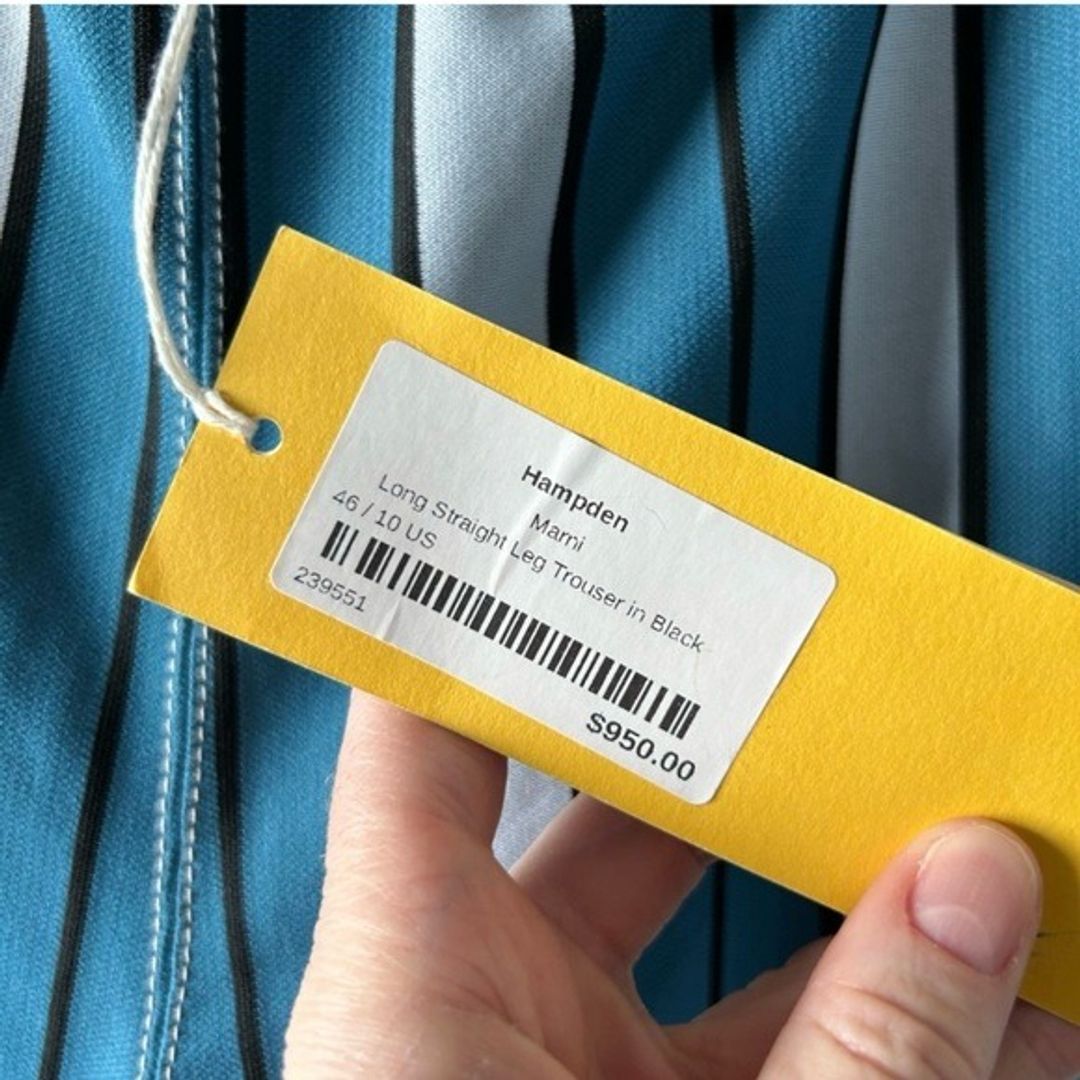 Hampden
Marni
Long Straight Leg Trouser in Black
46 / 10 US
239551
$950.00